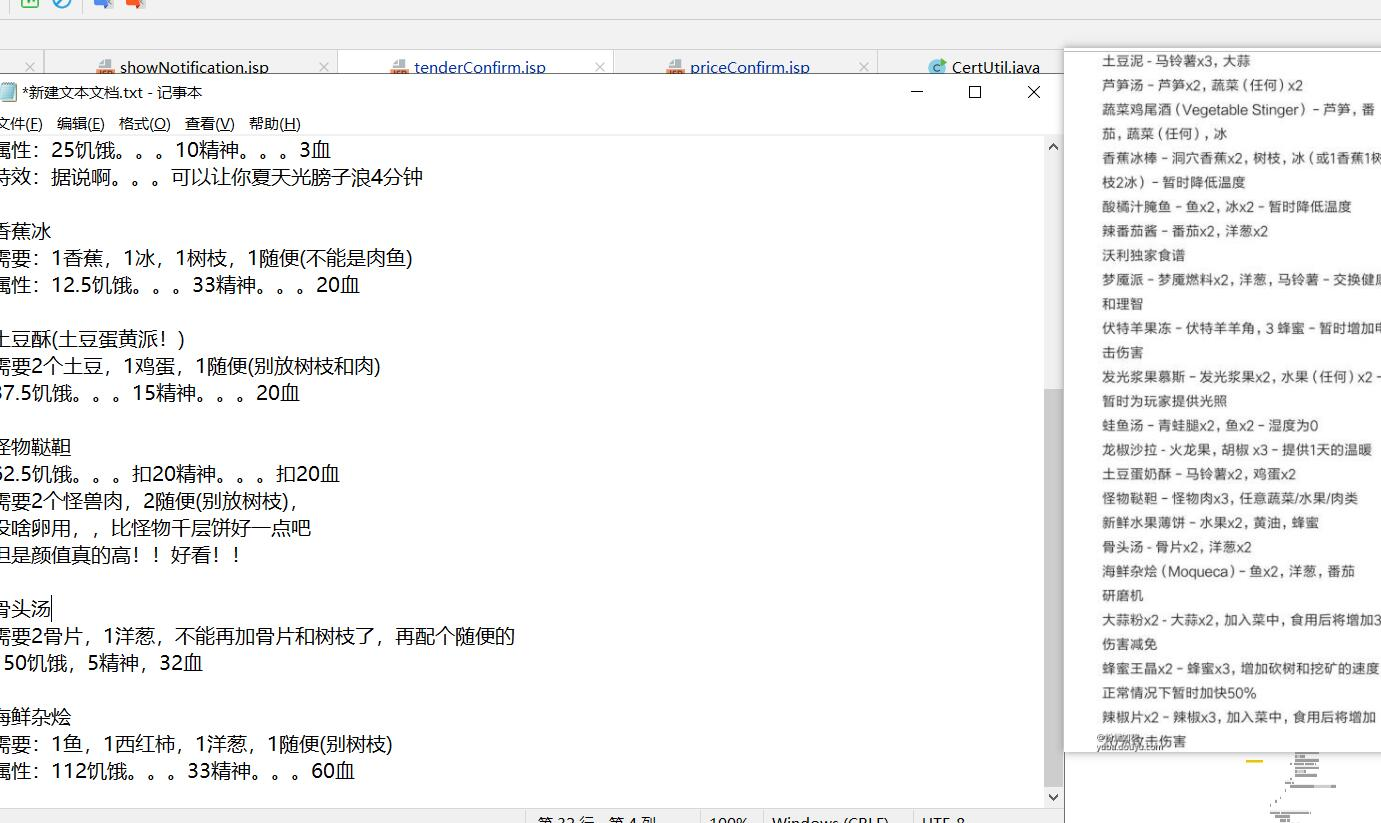 showNotification.jsp
tenderConfirm.jsp
priceConfirm.jsp
CertUtil.java
*新建文本文档.txt - 记事本
文件(F) 编辑(E) 格式(O) 查看(V) 帮助(H)
属性：25饥饿。。。10精神。。。3血
特效：据说啊。。。可以让你夏天光膀子浪4分钟
香蕉冰
需要：1香蕉，1冰，1树枝，1随便(不能是肉鱼)
属性：12.5饥饿。。。33精神。。。20血
土豆酥(土豆蛋黄派！)
需要2个土豆，1鸡蛋，1随便(别放树枝和肉)
37.5饥饿。。。15精神。。。20血
怪物鞑靼
62.5饥饿。。。扣20精神。。。扣20血
需要2个怪兽肉，2随便(别放树枝)，
没啥卵用，，比怪物千层饼好一点吧
但是颜值真的高！！好看！！
骨头汤
需要2骨片，1洋葱，不能再加骨片和树枝了，再配个随便的
150饥饿，5精神，32血
海鲜杂烩
需要：1鱼，1西红柿，1洋葱，1随便(别树枝)
属性：112饥饿。。。33精神。。。60血
第 32 行，第 4 列
100%
Windows (CRLF)
UTF-8
土豆泥 - 马铃薯x3, 大蒜
芦笋汤 – 芦笋x2, 蔬菜（任何）x2
蔬菜鸡尾酒（Vegetable Stinger）– 芦笋, 番
茄, 蔬菜（任何）, 冰
香蕉冰棒 – 洞穴香蕉x2, 树枝, 冰（或1香蕉1树
枝2冰）– 暂时降低温度
酸橘汁腌鱼 – 鱼x2, 冰x2 – 暂时降低温度
辣番茄酱 – 番茄x2, 洋葱x2
沃利独家食谱
梦魇派 – 梦魇燃料x2, 洋葱, 马铃薯 – 交换健康
和理智
伏特羊果冻 – 伏特羊羊角, 3 蜂蜜 – 暂时增加电
击伤害
发光浆果慕斯 – 发光浆果x2, 水果（任何）x2 –
暂时为玩家提供光照
蛙鱼汤 – 青蛙腿x2, 鱼x2 – 湿度为0
龙椒沙拉 - 火龙果, 胡椒 x3 – 提供1天的温暖
土豆蛋奶酥 – 马铃薯x2, 鸡蛋x2
怪物鞑靼 – 怪物肉x3, 任意蔬菜/水果/肉类
新鲜水果薄饼 – 水果x2, 黄油, 蜂蜜
骨头汤 - 骨片x2, 洋葱x2
海鲜杂烩（Moqueca）– 鱼x2, 洋葱, 番茄
研磨机
大蒜粉x2 - 大蒜x2, 加入菜中, 食用后将增加3
伤害减免
蜂蜜王晶x2 – 蜂蜜x3, 增加砍树和挖矿的速度
正常情况下暂时加快50%
辣椒片x2 – 辣椒x3, 加入菜中, 食用后将增加
攻击伤害
yuba.douyu.com